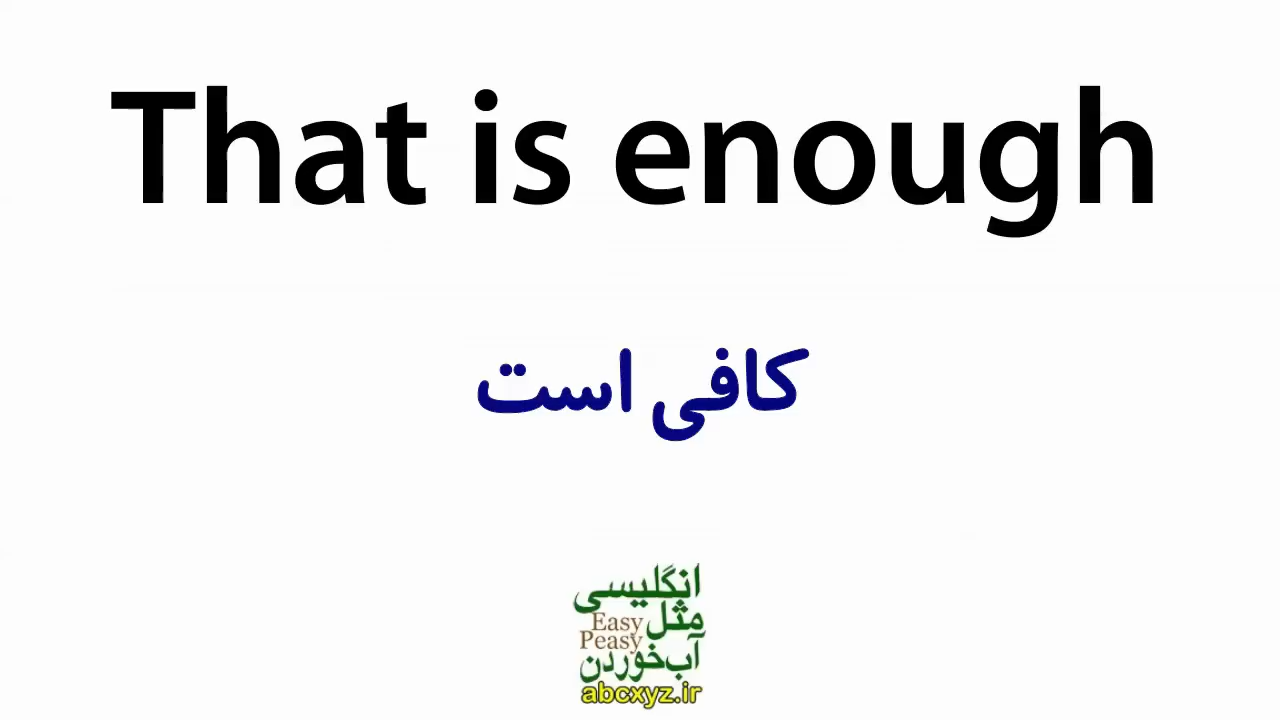 That is enough
کافی است
انگلیسی
مثل
Easy
Peasy
آب‌خوردن
abcxyz.ir